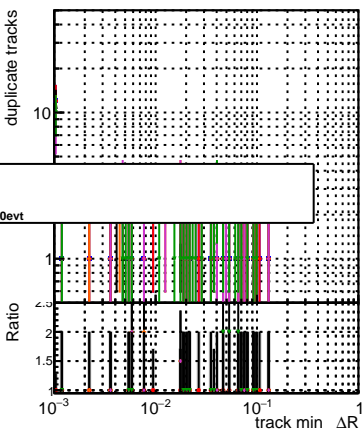 duplicate tracks
10
0evt
1
Ratio
2.5
2
1.5
1
10⁻³ 10⁻² 10⁻¹ 1
track min ΔR